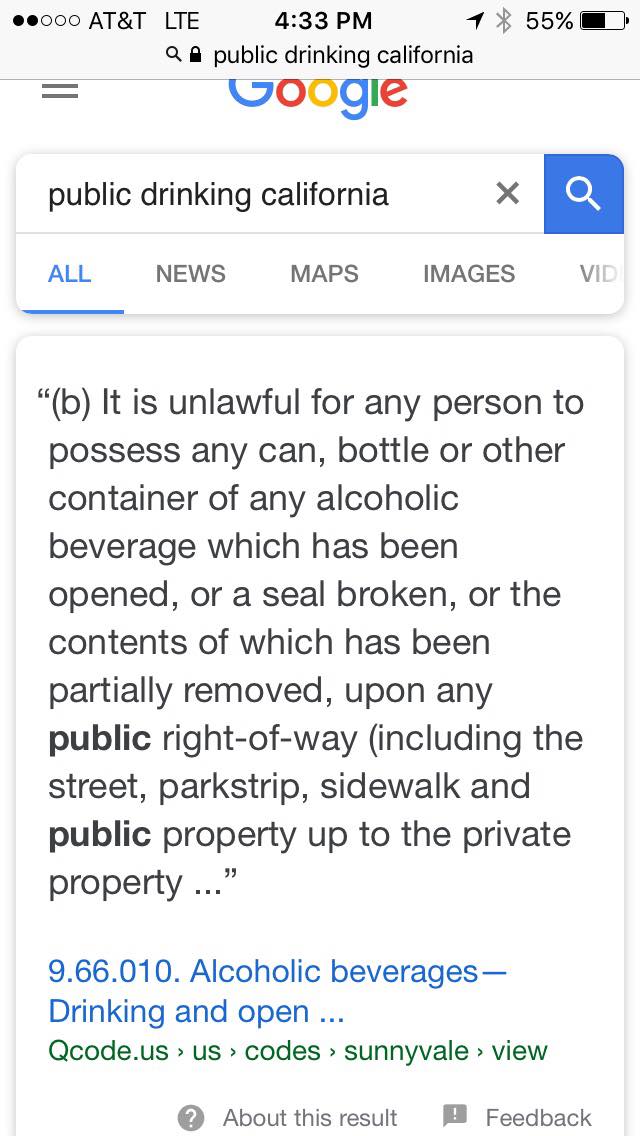 AT&T LTE 4:33 PM 55%
public drinking california
Google
public drinking california
ALL NEWS MAPS IMAGES VID
“(b) It is unlawful for any person to
possess any can, bottle or other
container of any alcoholic
beverage which has been
opened, or a seal broken, or the
contents of which has been
partially removed, upon any
public right-of-way (including the
street, parkstrip, sidewalk and
public property up to the private
property ...”
9.66.010. Alcoholic beverages—
Drinking and open ...
Qcode.us › us › codes › sunnyvale › view
About this result Feedback